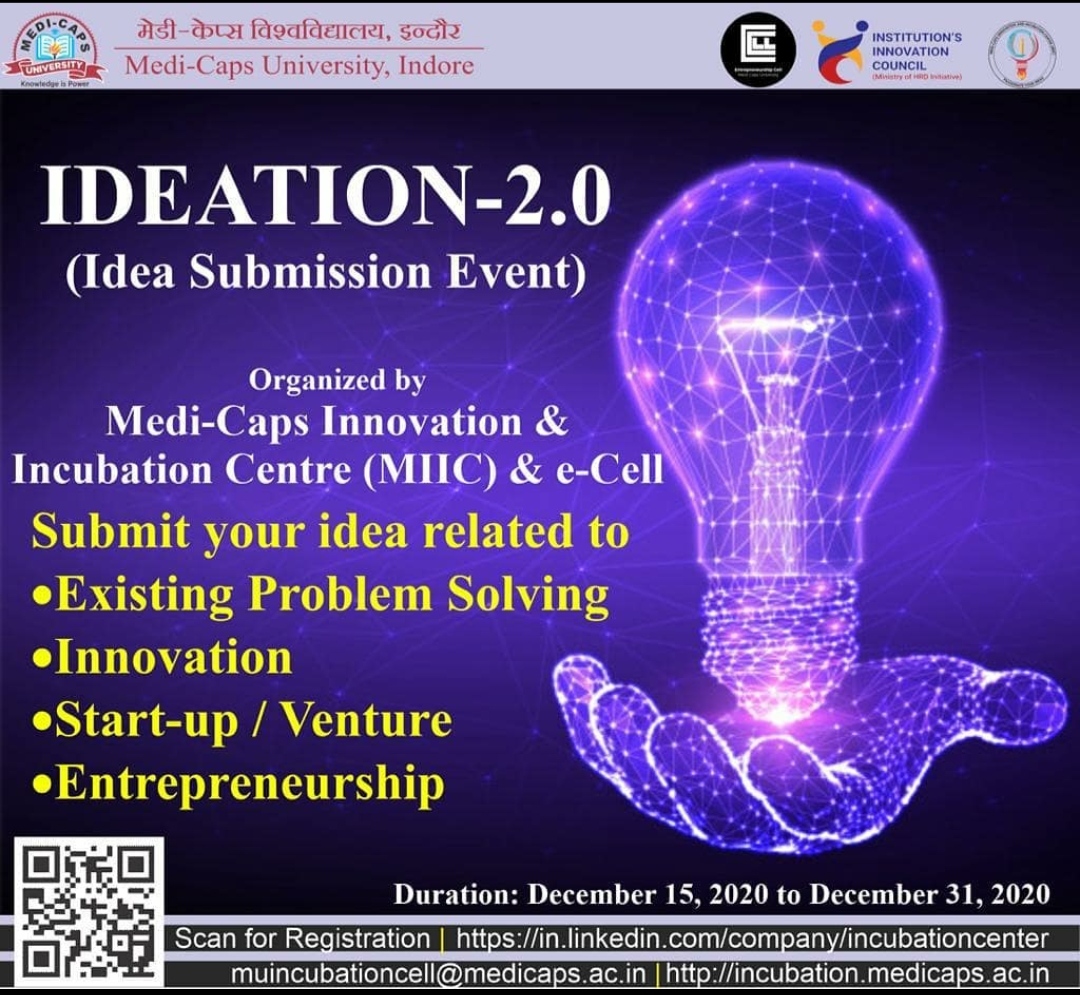 MEDI-CAPS
UNIVERSITY
Knowledge is Power
मेडी-केप्स विश्वविद्यालय, इन्दौर
Medi-Caps University, Indore
Entrepreneurship Cell
INSTITUTION'S
INNOVATION
COUNCIL
(Ministry of HRD Initiative)
IDEATION-2.0
(Idea Submission Event)
Organized by
Medi-Caps Innovation &
Incubation Centre (MIIC) & e-Cell
Submit your idea related to
•Existing Problem Solving
•Innovation
•Start-up / Venture
•Entrepreneurship
Duration: December 15, 2020 to December 31, 2020
Scan for Registration | https://in.linkedin.com/company/incubationcenter
muincubationcell@medicaps.ac.in | http://incubation.medicaps.ac.in